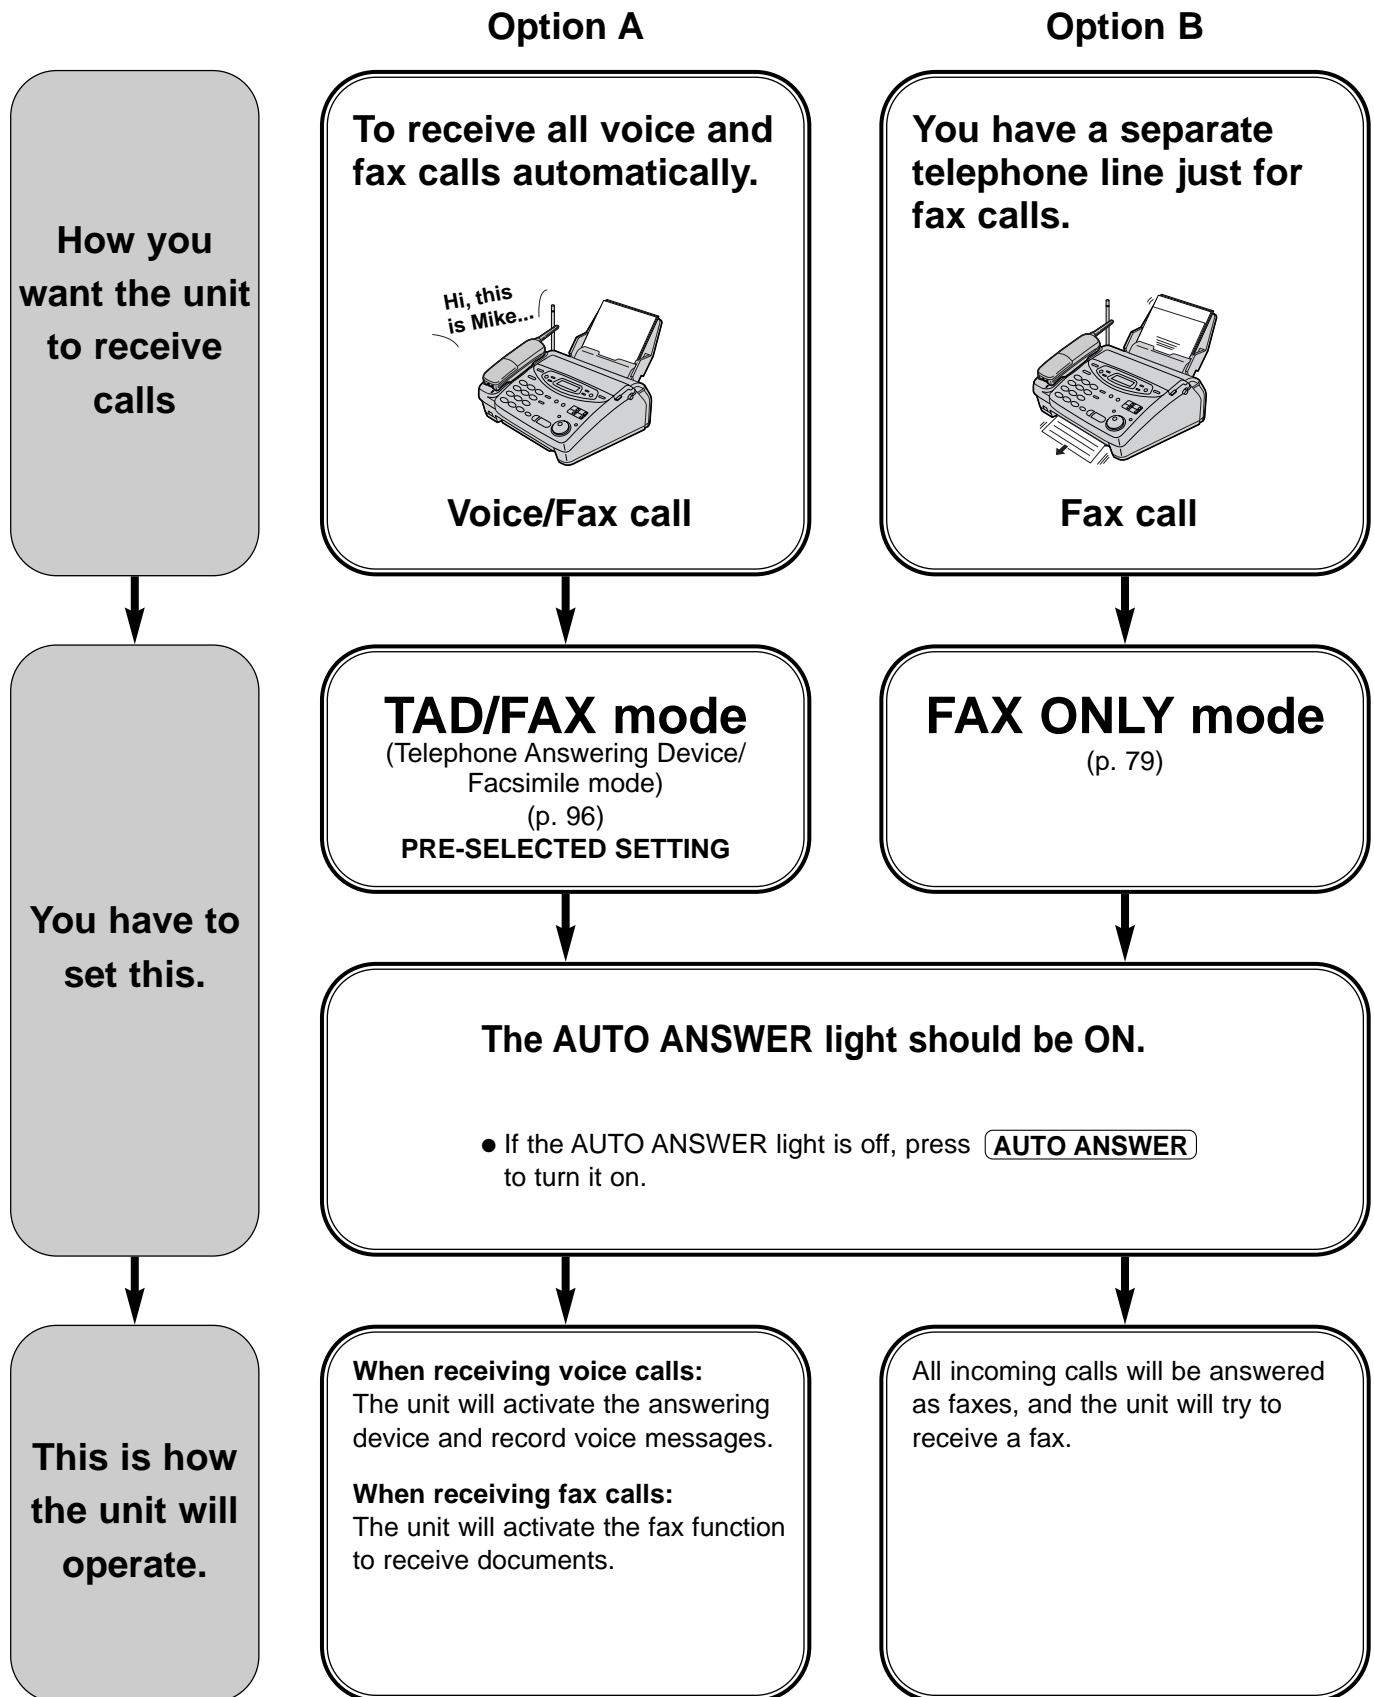 Option A
Option B
How you
want the unit
to receive
calls
To receive all voice and
fax calls automatically.
Hi, this
is Mike...
Voice/Fax call
You have a separate
telephone line just for
fax calls.
Fax call
You have to
set this.
TAD/FAX mode
(Telephone Answering Device/
Facsimile mode)
(p. 96)
PRE-SELECTED SETTING
FAX ONLY mode
(p. 79)
The AUTO ANSWER light should be ON.
● If the AUTO ANSWER light is off, press AUTO ANSWER
to turn it on.
This is how
the unit will
operate.
When receiving voice calls:
The unit will activate the answering
device and record voice messages.
When receiving fax calls:
The unit will activate the fax function
to receive documents.
All incoming calls will be answered
as faxes, and the unit will try to
receive a fax.